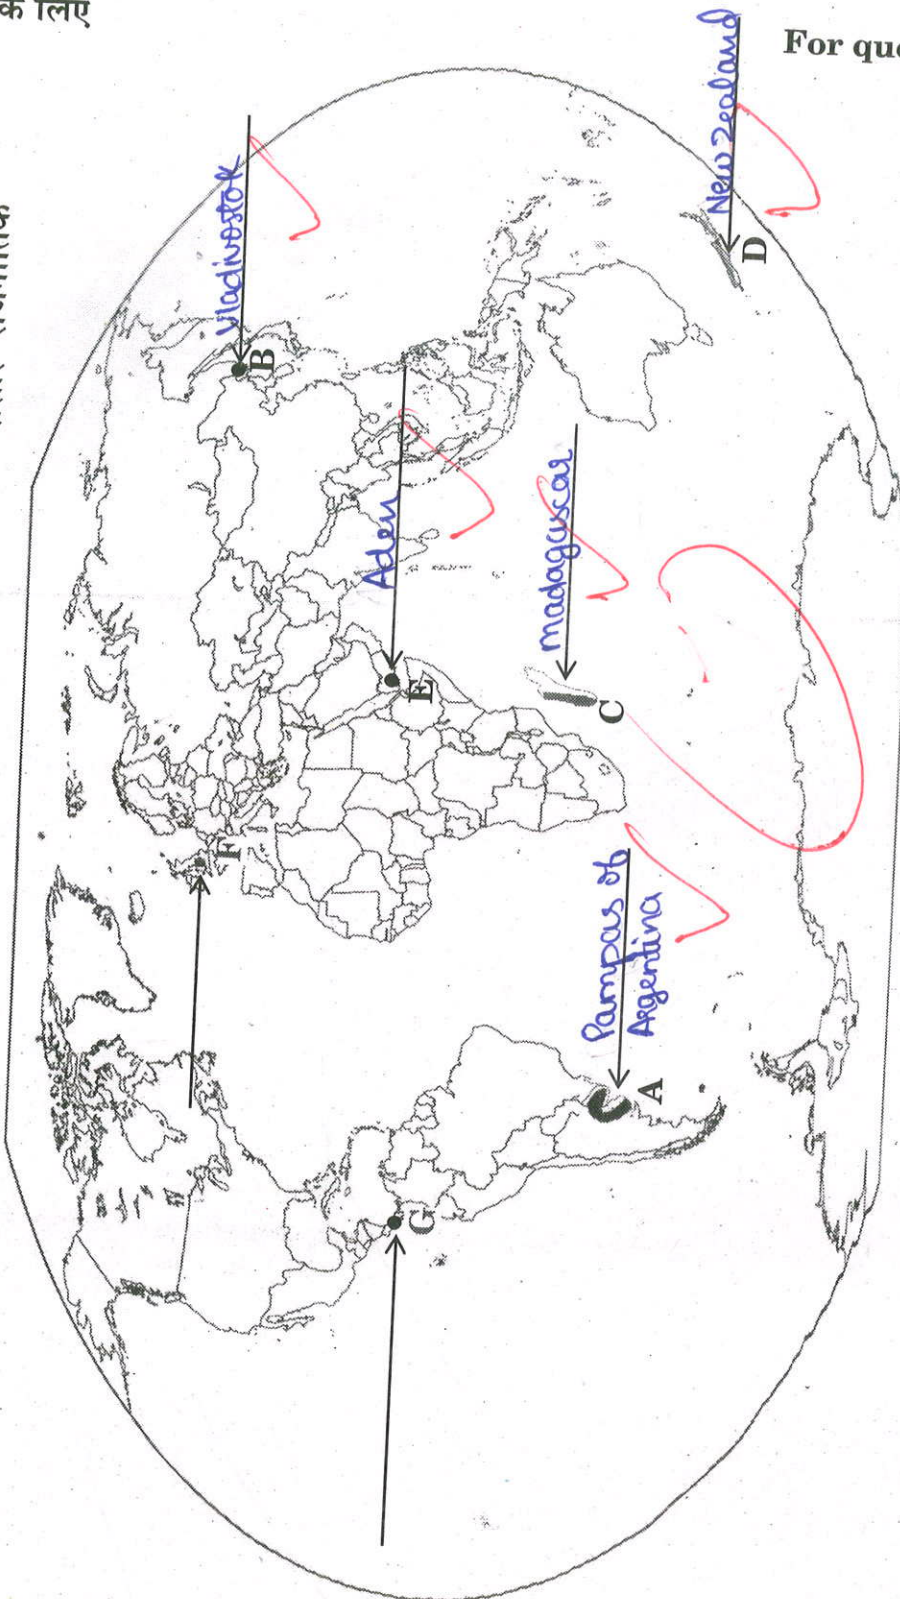 के लिए
For que
New Zealand
D
Vladivostok
B
Aden
E
Madagascar
C
F
Pampas of
Argentina
A
G